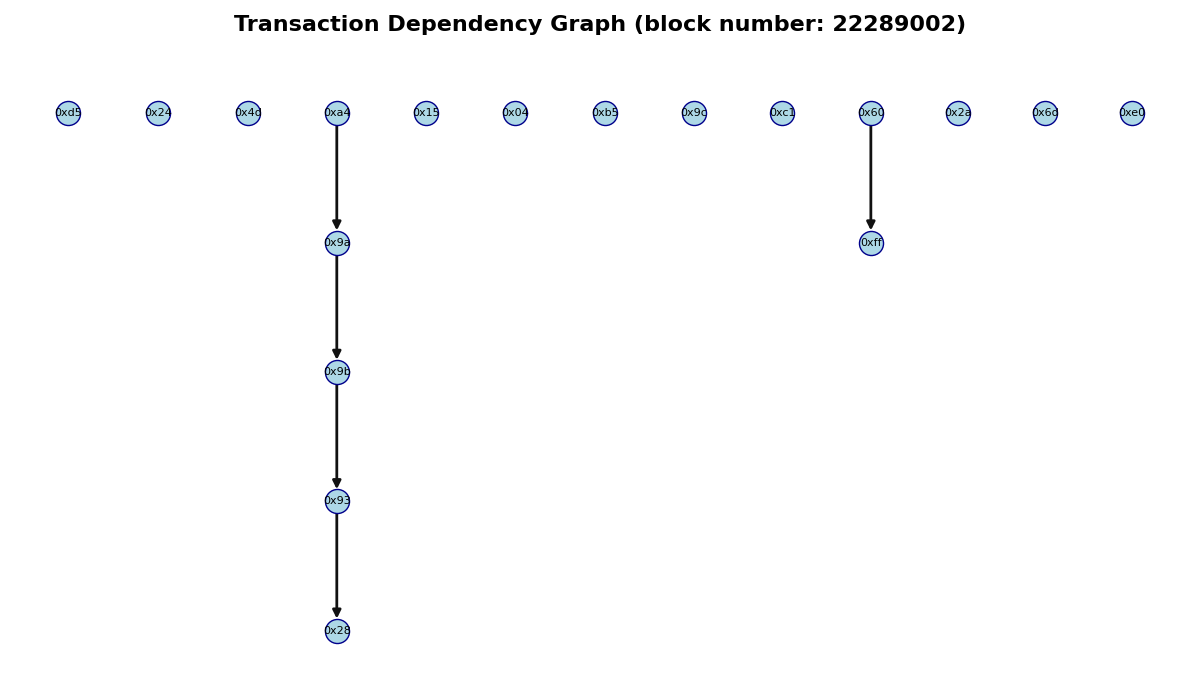 Transaction Dependency Graph (block number: 22289002)
0xd5 0x24 0x4d 0xa4 0x15 0x04 0xb5 0x9c 0xc1 0x60 0x2a 0x6d 0xe0
0x9a 0xff
0x9b
0x93
0x28